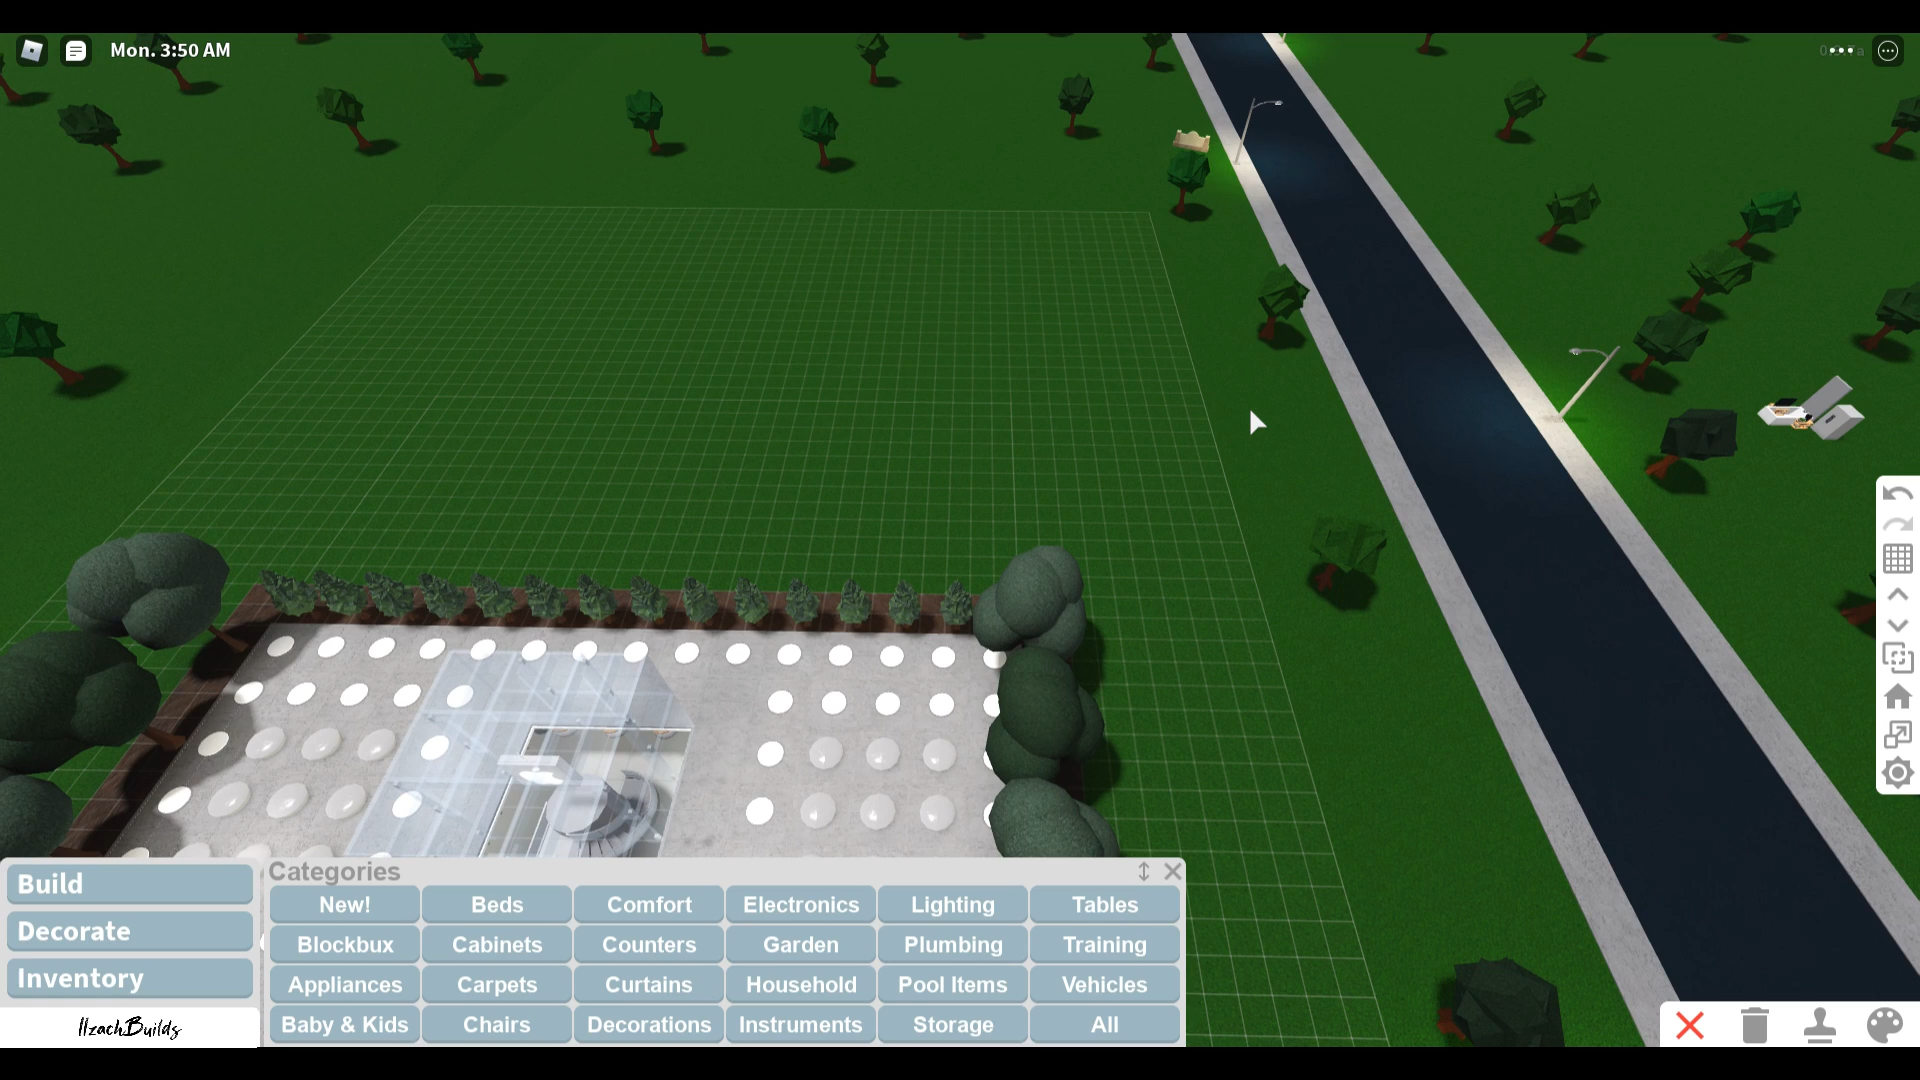 Mon. 3:50 AM
Build
Decorate
Inventory
llzachBuilds
Categories
New! Beds Comfort Electronics Lighting Tables
Blockbux Cabinets Counters Garden Plumbing Training
Appliances Carpets Curtains Household Pool Items Vehicles
Baby & Kids Chairs Decorations Instruments Storage All